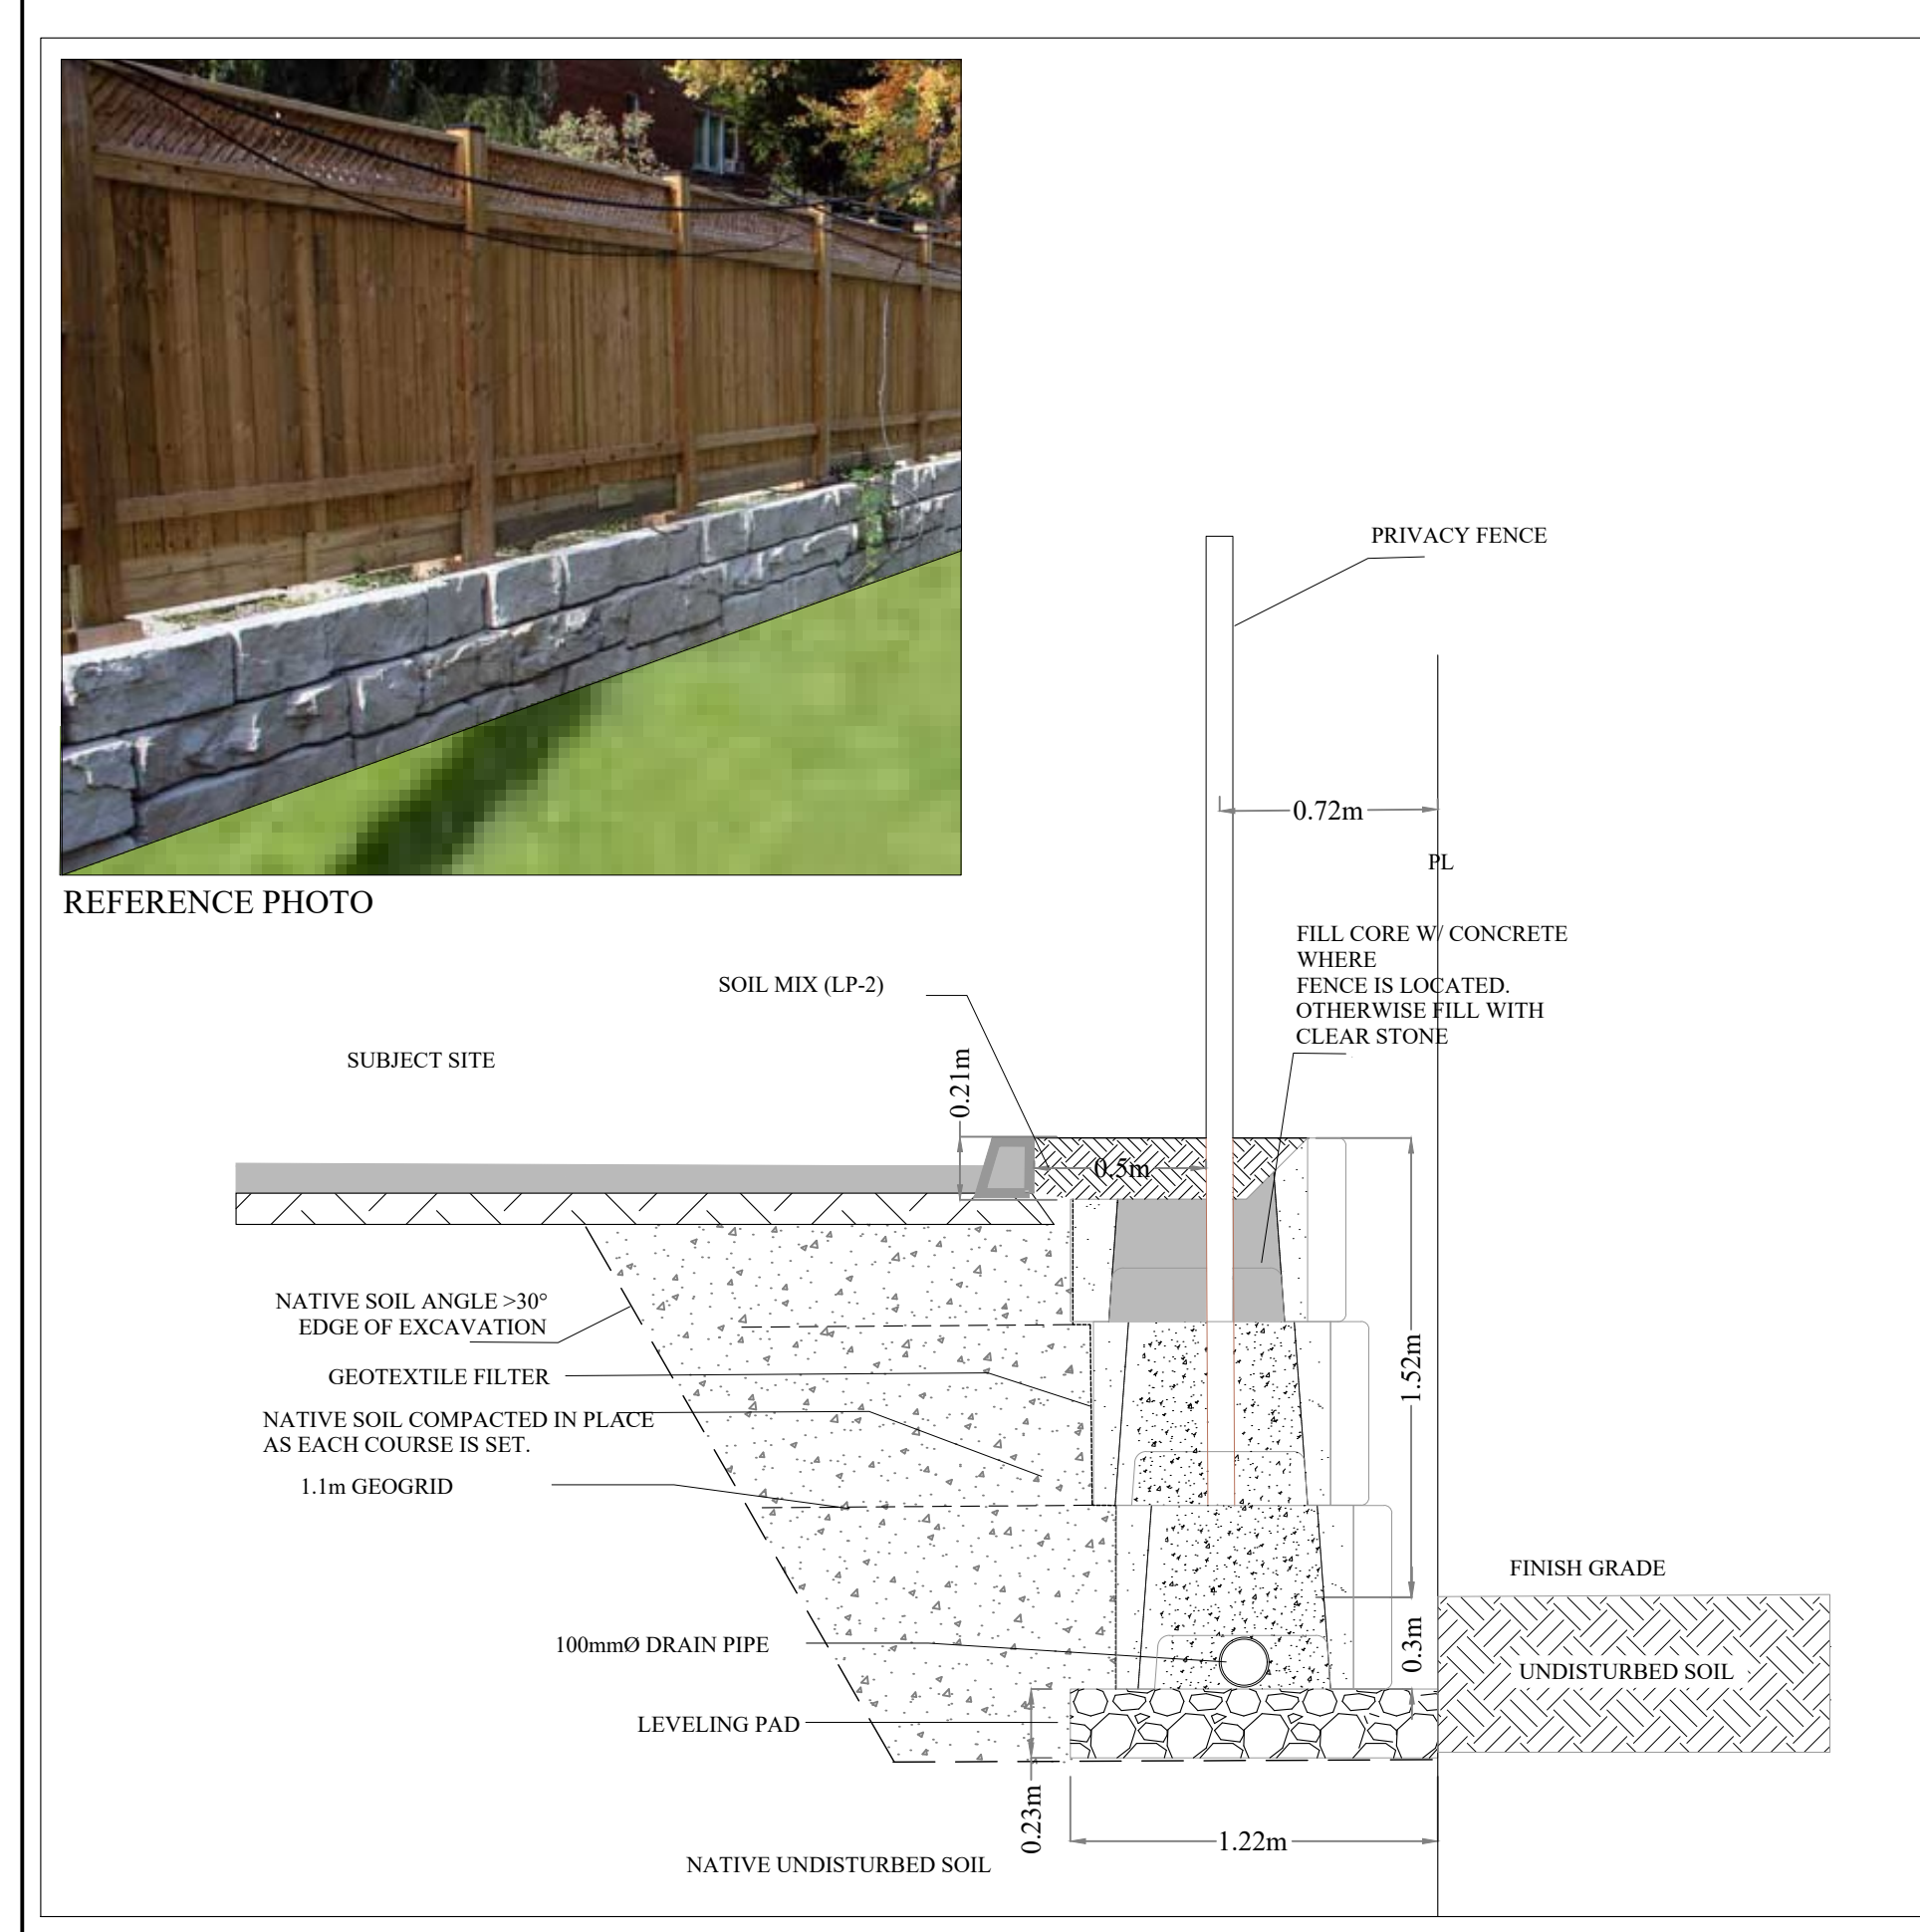 REFERENCE PHOTO
PRIVACY FENCE
0.72m
PL
FILL CORE W/ CONCRETE
WHERE
FENCE IS LOCATED.
OTHERWISE FILL WITH
CLEAR STONE
SOIL MIX (LP-2)
SUBJECT SITE
0.21m
0.5m
NATIVE SOIL ANGLE >30°
EDGE OF EXCAVATION
GEOTEXTILE FILTER
1.52m
NATIVE SOIL COMPACTED IN PLACE
AS EACH COURSE IS SET.
1.1m GEOGRID
FINISH GRADE
100mmØ DRAIN PIPE
0.3m
UNDISTURBED SOIL
LEVELING PAD
0.23m
1.22m
NATIVE UNDISTURBED SOIL